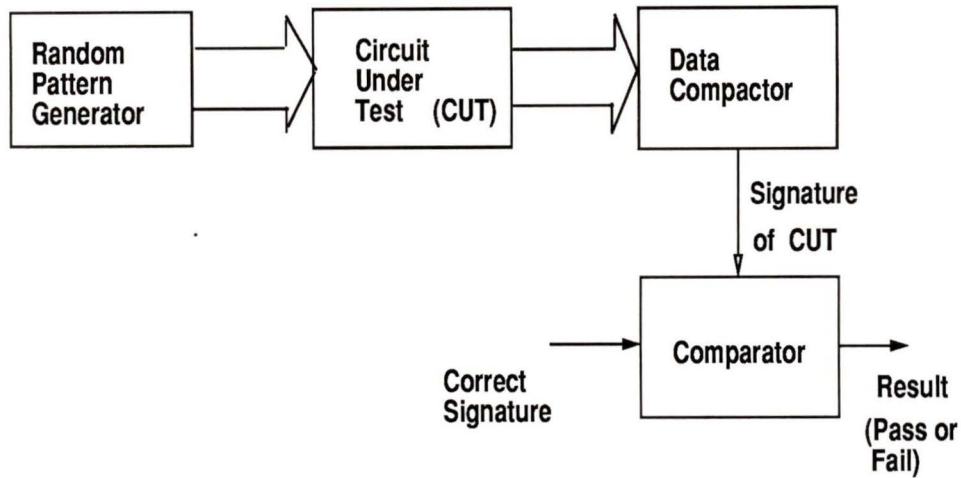 Random
Pattern
Generator
Circuit
Under
Test (CUT)
Data
Compactor
Signature
of CUT
Comparator
Correct
Signature
Result
(Pass or
Fail)